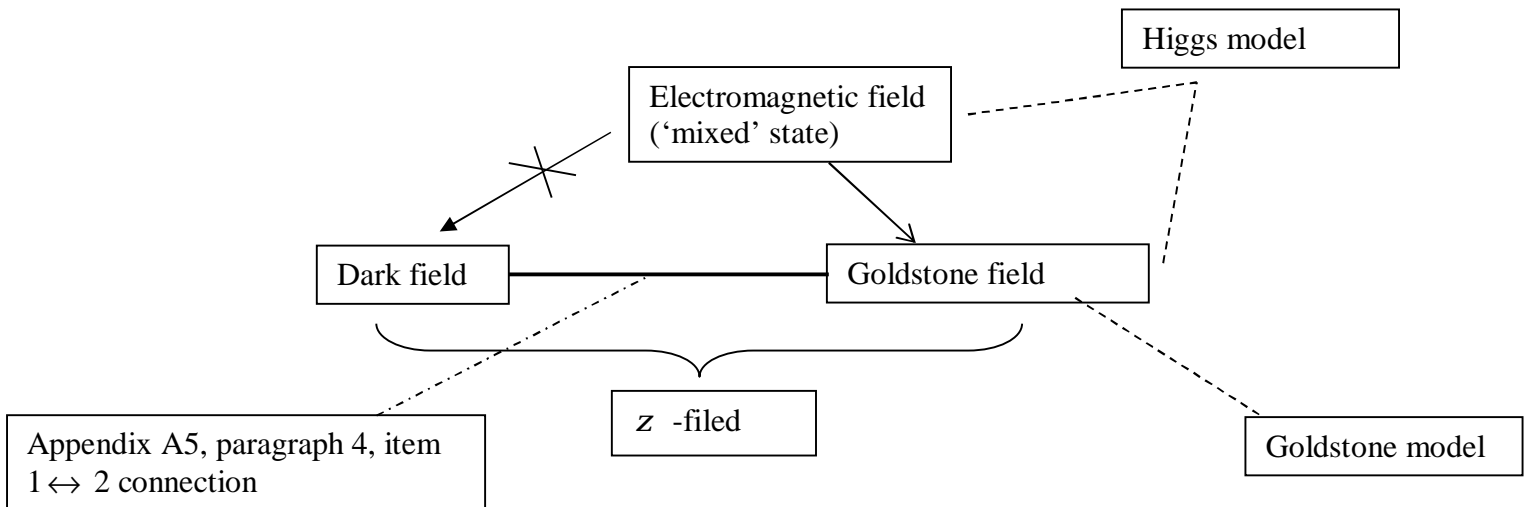 Higgs model
Electromagnetic field
(‘mixed’ state)
Dark field
Goldstone field
z -filed
Appendix A5, paragraph 4, item
1↔ 2 connection
Goldstone model